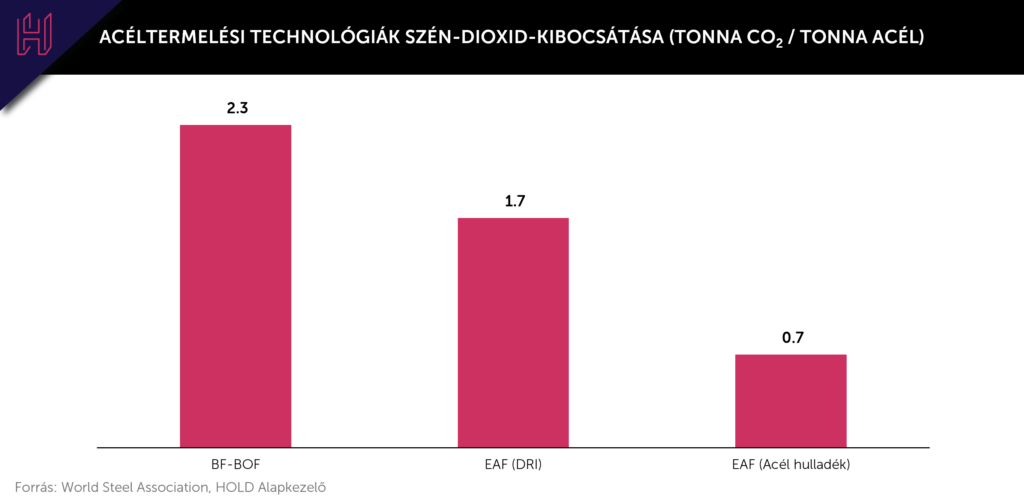 ACÉLTERMELÉSI TECHNOLÓGIÁK SZÉN-DIOXID-KIBOCSÁTÁSA (TONNA CO₂ / TONNA ACÉL)
2.3
1.7
0.7
BF-BOF
EAF (DRI)
EAF (Acél hulladék)
Forrás: World Steel Association, HOLD Alapkezelő